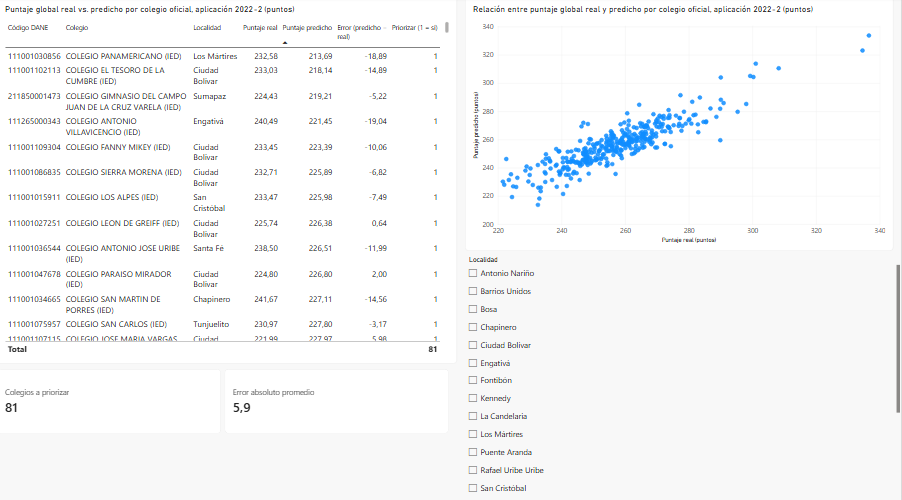 Puntaje global real vs. predicho por colegio oficial, aplicación 2022-2 (puntos)
Código DANE Colegio Localidad Puntaje real Puntaje predicho Error (predicho - real) Priorizar (1 = sí)
111001030856 COLEGIO PANAMERICANO (IED) Los Mártires 232,58 213,69 -18,89 1
111001102113 COLEGIO EL TESORO DE LA CUMBRE (IED) Ciudad Bolívar 233,03 218,14 -14,89 1
211850001473 COLEGIO GIMNASIO DEL CAMPO JUAN DE LA CRUZ VARELA (IED) Sumapaz 224,43 219,21 -5,22 1
111265000343 COLEGIO ANTONIO VILLAVICENCIO (IED) Engativá 240,49 221,45 -19,04 1
111001109304 COLEGIO FANNY MIKEY (IED) Ciudad Bolívar 233,45 223,39 -10,06 1
111001086835 COLEGIO SIERRA MORENA (IED) Ciudad Bolívar 232,71 225,89 -6,82 1
111001015911 COLEGIO LOS ALPES (IED) San Cristóbal 233,47 225,98 -7,49 1
111001027251 COLEGIO LEON DE GREIFF (IED) Ciudad Bolívar 225,74 226,38 0,64 1
111001036544 COLEGIO ANTONIO JOSE URIBE (IED) Santa Fé 238,50 226,51 -11,99 1
111001047678 COLEGIO PARAISO MIRADOR (IED) Ciudad Bolívar 224,80 226,80 2,00 1
111001034665 COLEGIO SAN MARTIN DE PORRES (IED) Chapinero 241,67 227,11 -14,56 1
111001075957 COLEGIO SAN CARLOS (IED) Tunjuelito 230,97 227,80 -3,17 1
111001107115 COLEGIO JOSE MARIA VARGAS Ciudad 221,99 227,97 5,98 1
Total 81
Colegios a priorizar
81
Error absoluto promedio
5,9
Relación entre puntaje global real y predicho por colegio oficial, aplicación 2022-2 (puntos)
Puntaje predicho (puntos)
340
320
300
280
260
240
220
200
220 240 260 280 300 320 340
Puntaje real (puntos)
Localidad
Antonio Nariño
Barrios Unidos
Bosa
Chapinero
Ciudad Bolívar
Engativá
Fontibón
Kennedy
La Candelaria
Los Mártires
Puente Aranda
Rafael Uribe Uribe
San Cristóbal